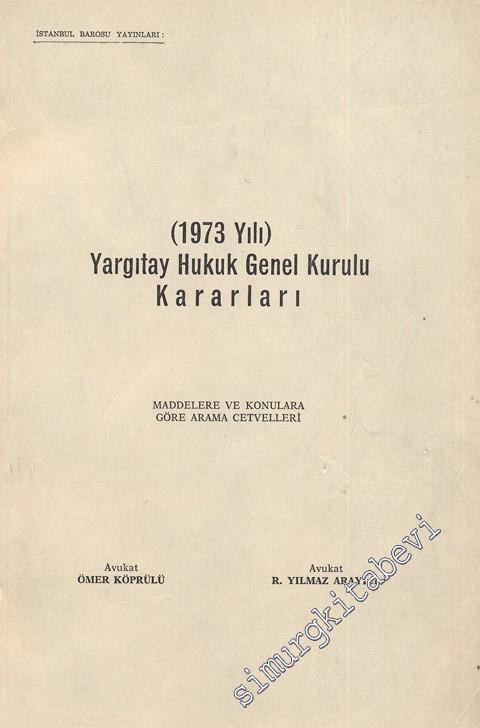 İSTANBUL BAROSU YAYINLARI :
(1973 Yılı)
Yargıtay Hukuk Genel Kurulu
Kararları
MADDELERE VE KONULARA
GÖRE ARAMA CETVELLERİ
Avukat
ÖMER KÖPRÜLÜ
Avukat
R. YILMAZ
simurgkitabevi